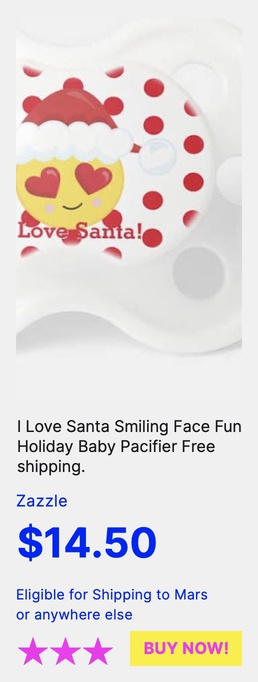 Love Santa!
I Love Santa Smiling Face Fun
Holiday Baby Pacifier Free
shipping.
Zazzle
$14.50
Eligible for Shipping to Mars
or anywhere else
BUY NOW!